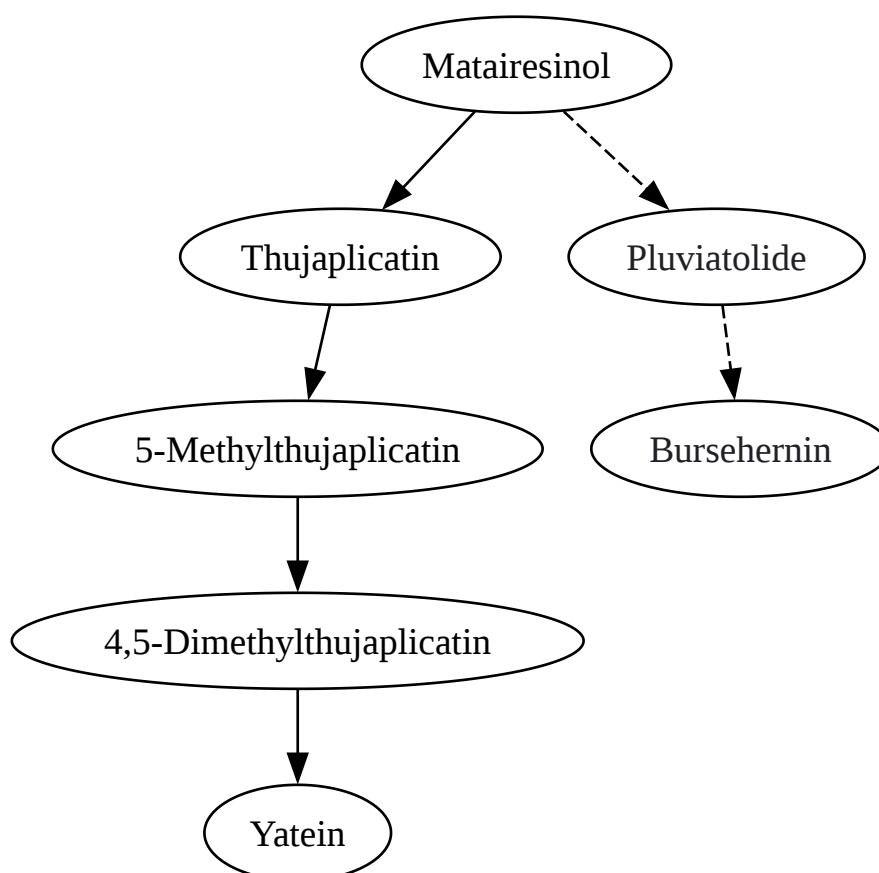 Matairesinol
Thujaplicatin
Pluviatolide
5-Methylthujaplicatin
Bursehernin
4,5-Dimethylthujaplicatin
Yatein